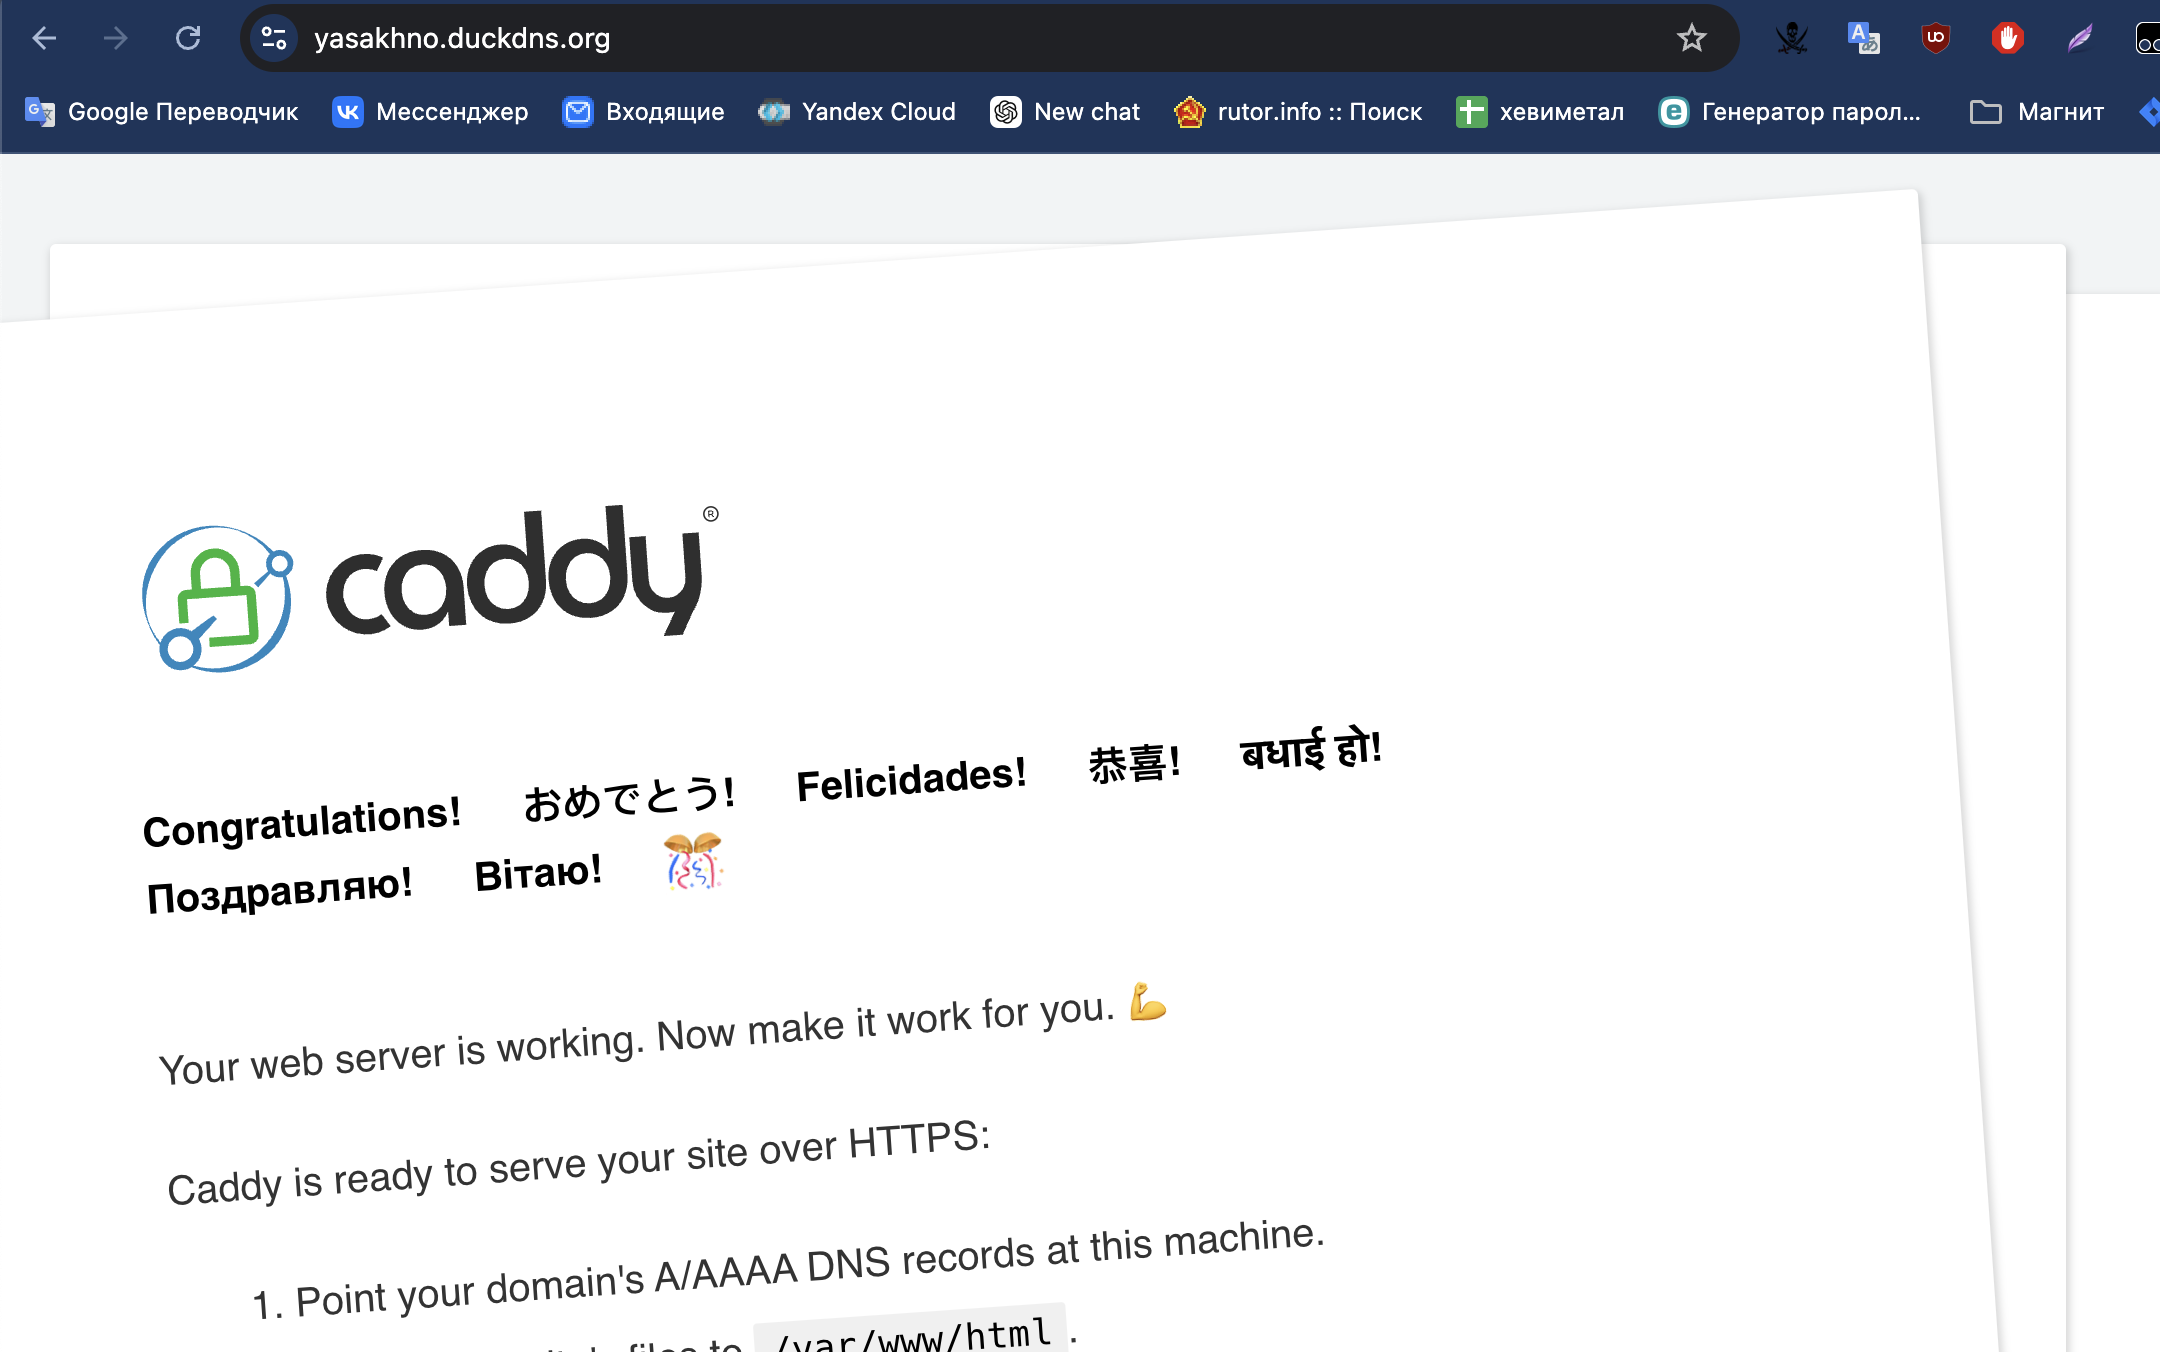 yasakhno.duckdns.org
Google Переводчик Мессенджер Входящие Yandex Cloud New chat rutor.info :: Поиск хевиметал Генератор парол... Магнит
caddy®
Congratulations! おめでとう! Felicidades! 恭喜! बधाई हो!
Поздравляю! Вітаю! 🎊
Your web server is working. Now make it work for you. 💪
Caddy is ready to serve your site over HTTPS:
1. Point your domain's A/AAAA DNS records at this machine.
files to /var/www/html.